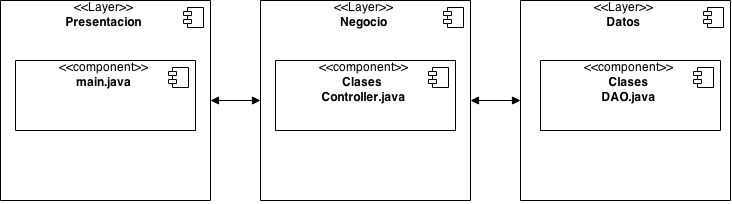 <<Layer>>
Presentacion
<<component>>
main.java
<<Layer>>
Negocio
<<component>>
Clases
Controller.java
<<Layer>>
Datos
<<component>>
Clases
DAO.java